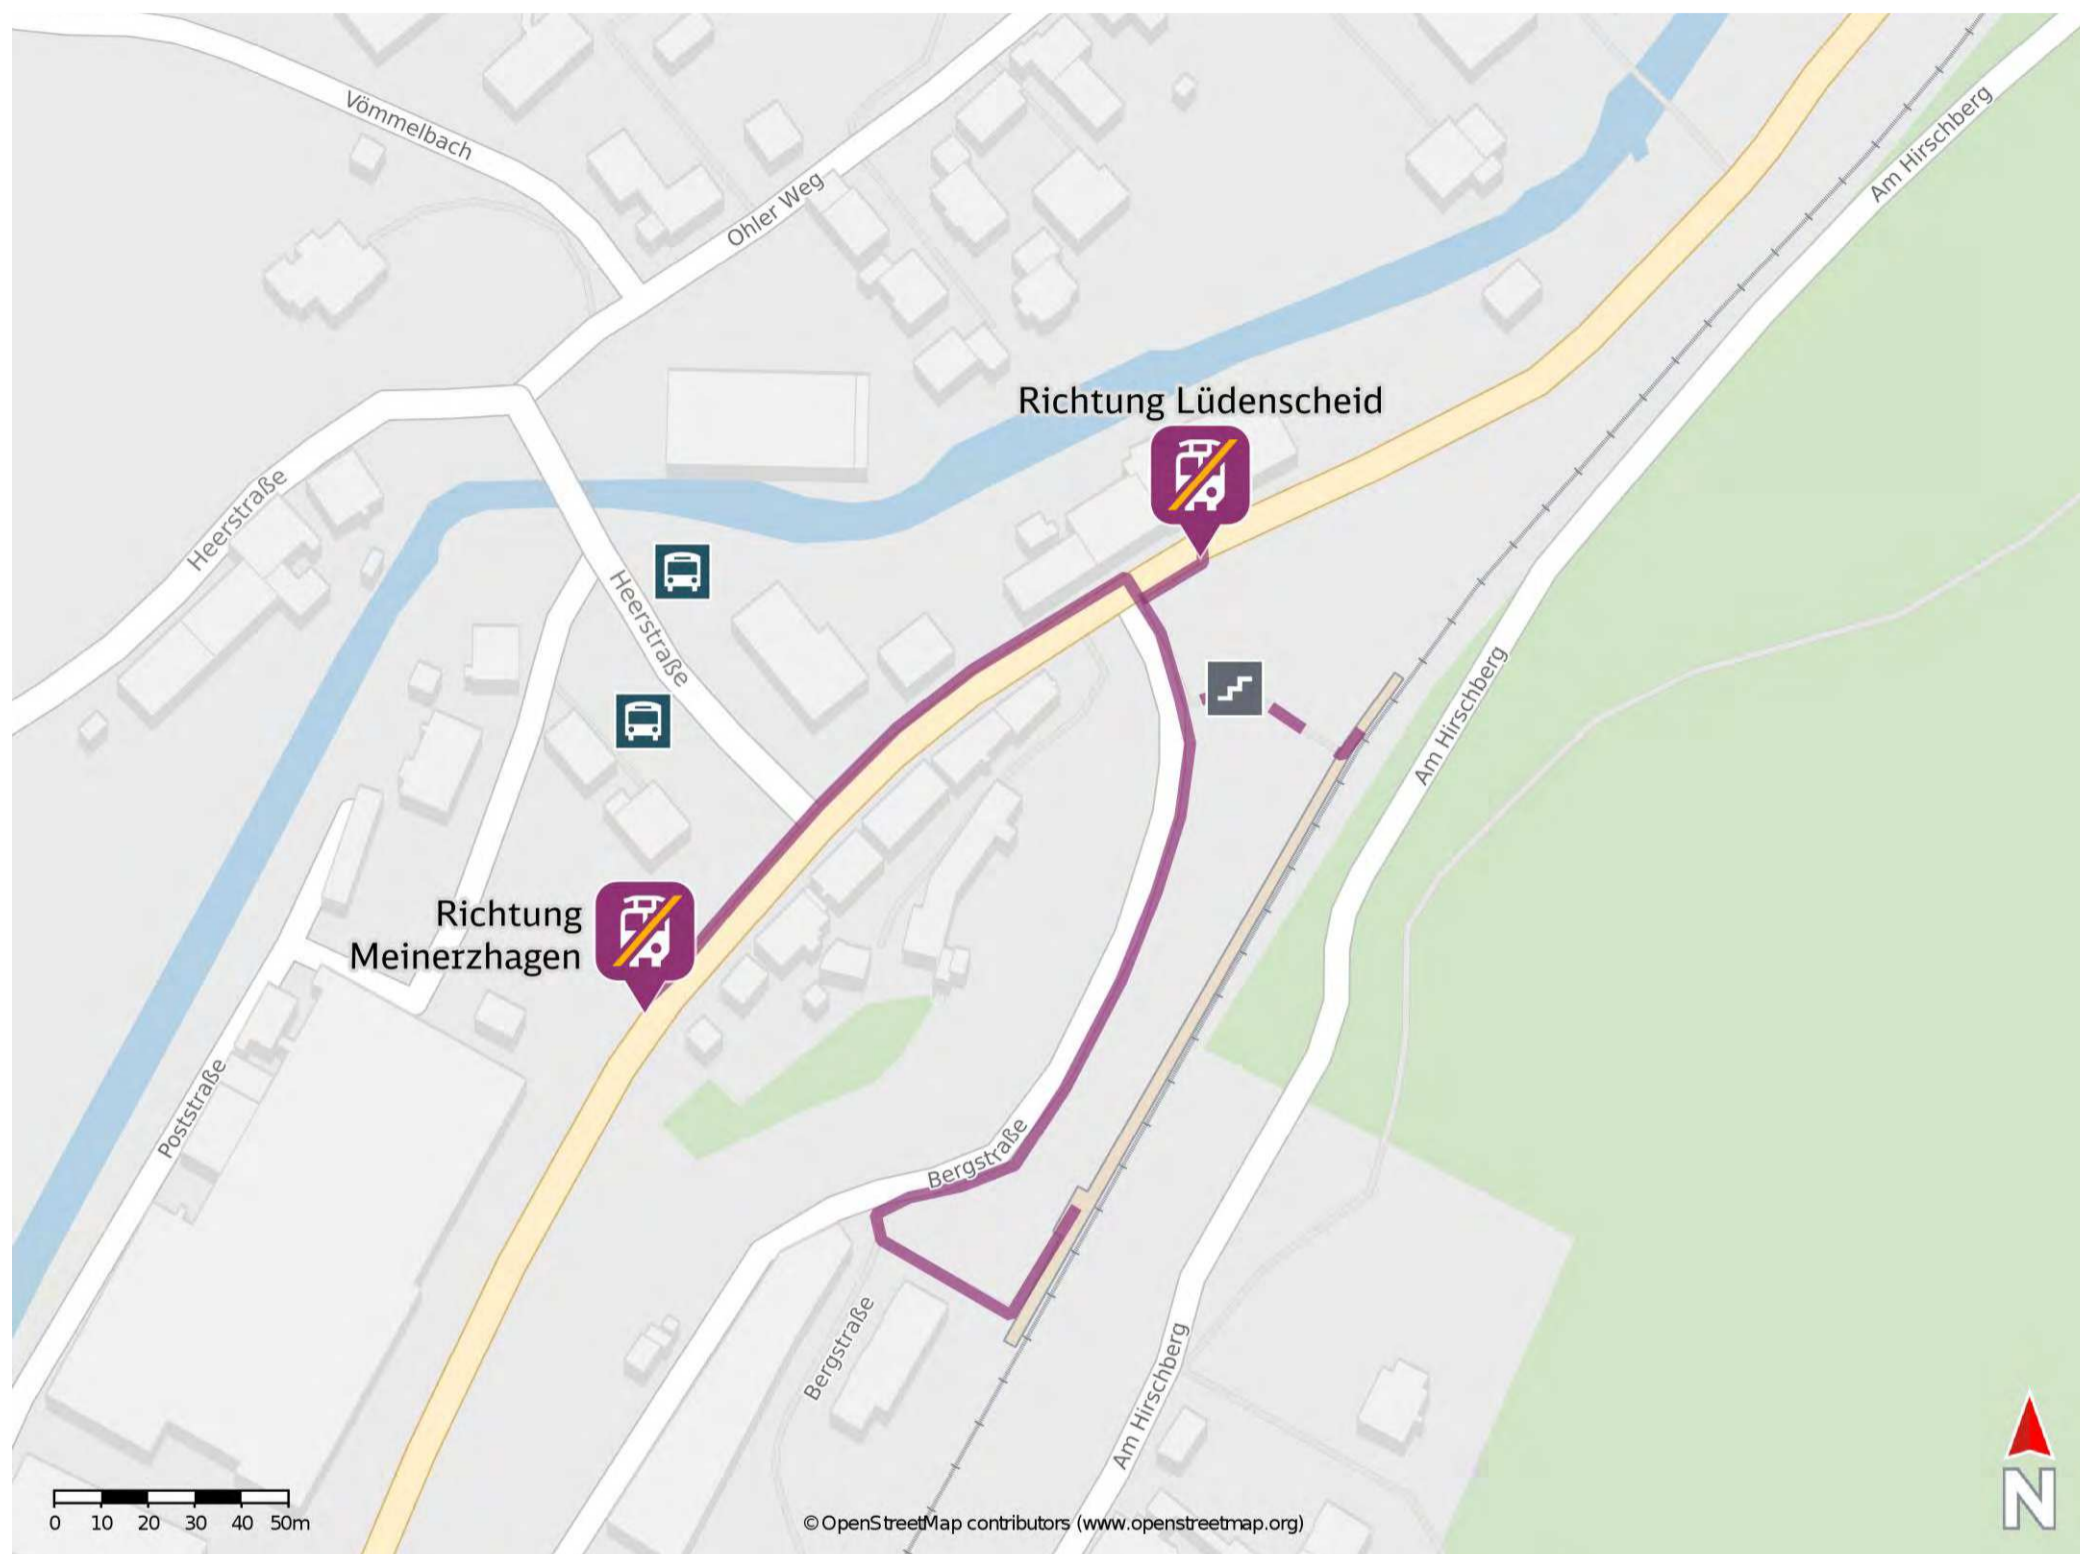 Vömmelbach
Ohler Weg
Am Hirschberg
Richtung Lüdenscheid
Heerstraße
Heerstraße
Am Hirschberg
Richtung
Meinerzhagen
Poststraße
Bergstraße
Bergstraße
Am Hirschberg
N
0 10 20 30 40 50m
© OpenStreetMap contributors (www.openstreetmap.org)